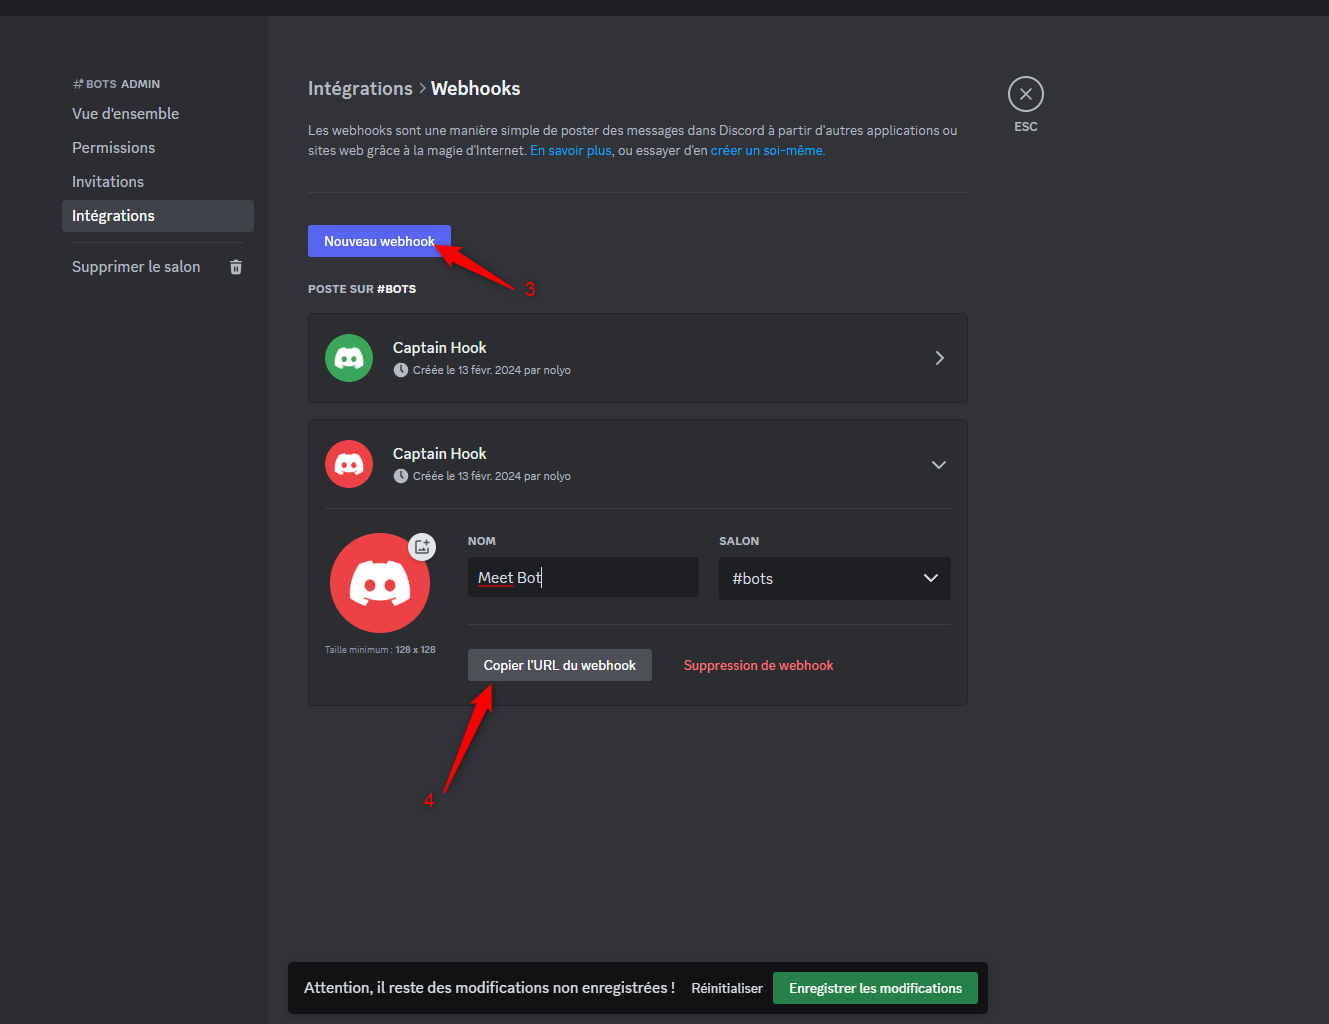 BOTS ADMIN
Vue d'ensemble
Permissions
Invitations
Intégrations
Supprimer le salon
Intégrations > Webhooks
ESC
Les webhooks sont une manière simple de poster des messages dans Discord à partir d'autres applications ou
sites web grâce à la magie d'Internet. En savoir plus, ou essayer d'en créer un soi-même.
Nouveau webhook
3
POSTE SUR #BOTS
Captain Hook
Créée le 13 févr. 2024 par nolyo
Captain Hook
Créée le 13 févr. 2024 par nolyo
NOM
SALON
Meet Bot
#bots
Taille minimum : 128 x 128
Copier l'URL du webhook
Suppression de webhook
4
Attention, il reste des modifications non enregistrées !
Réinitialiser
Enregistrer les modifications